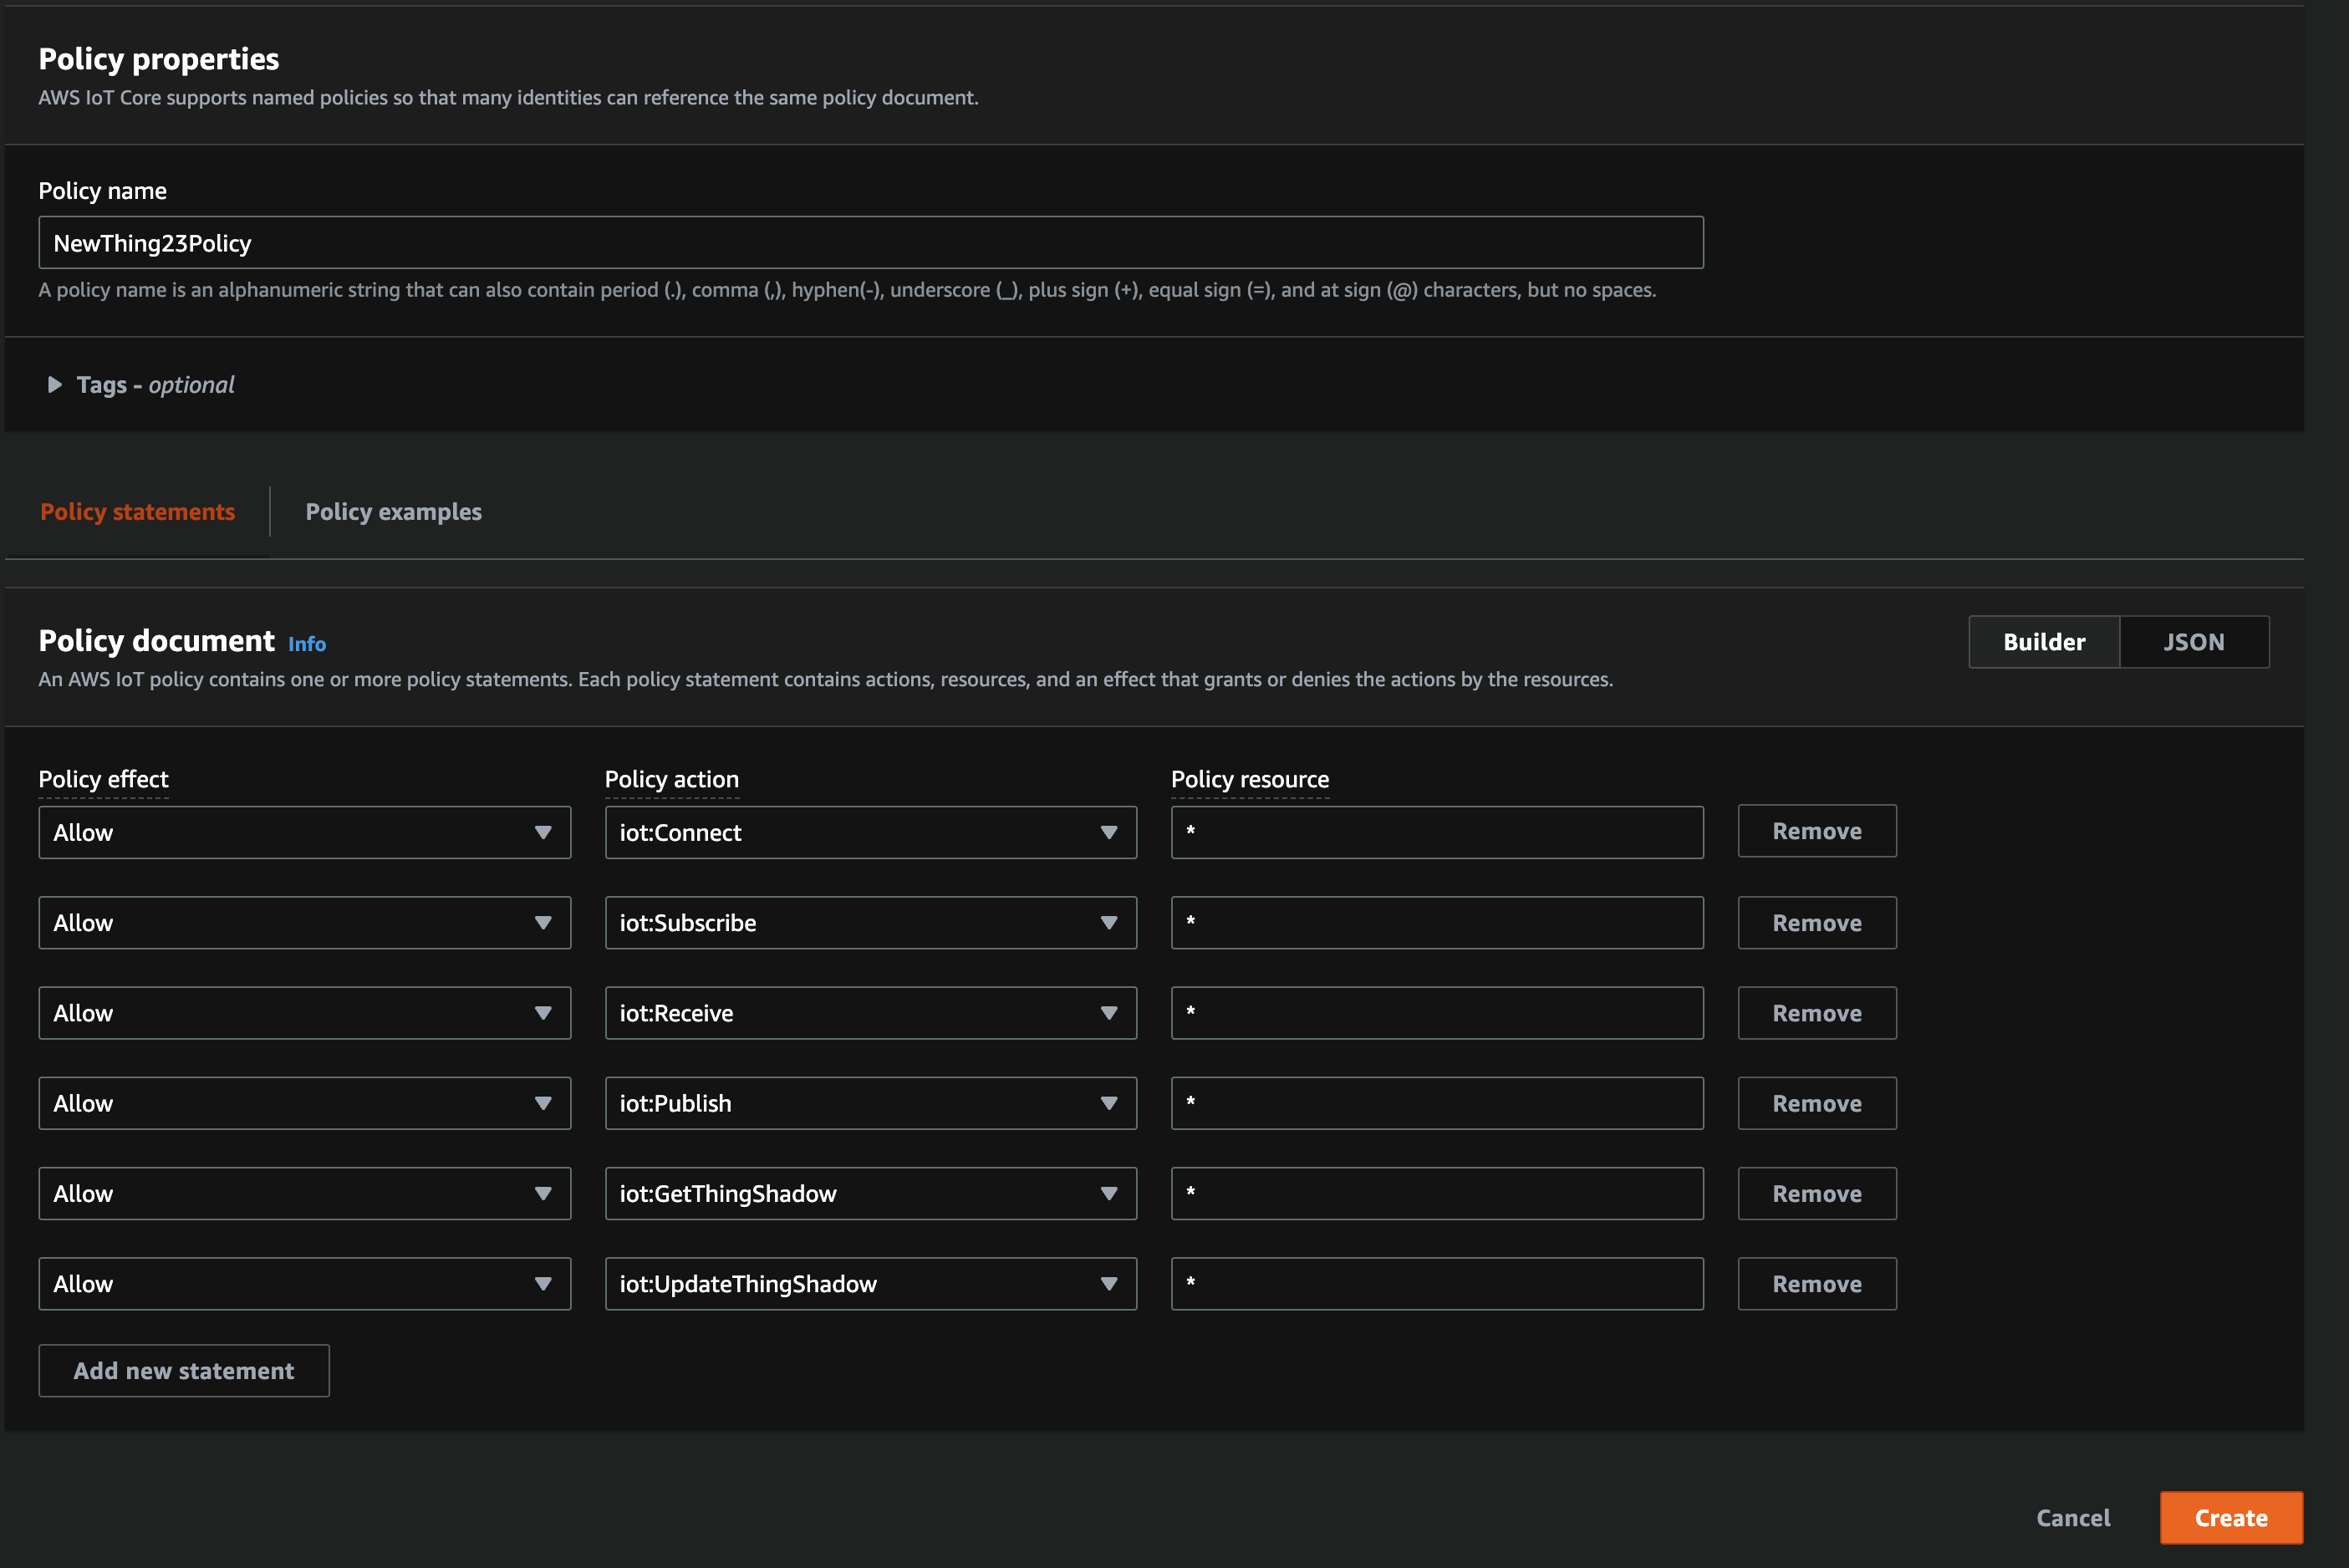 Policy properties
AWS IoT Core supports named policies so that many identities can reference the same policy document.
Policy name
NewThing23Policy
A policy name is an alphanumeric string that can also contain period (.), comma (,), hyphen(-), underscore (_), plus sign (+), equal sign (=), and at sign (@) characters, but no spaces.
Tags - optional
Policy statements Policy examples
Policy document Info
Builder JSON
An AWS IoT policy contains one or more policy statements. Each policy statement contains actions, resources, and an effect that grants or denies the actions by the resources.
Policy effect Policy action Policy resource
Allow iot:Connect * Remove
Allow iot:Subscribe * Remove
Allow iot:Receive * Remove
Allow iot:Publish * Remove
Allow iot:GetThingShadow * Remove
Allow iot:UpdateThingShadow * Remove
Add new statement
Cancel Create